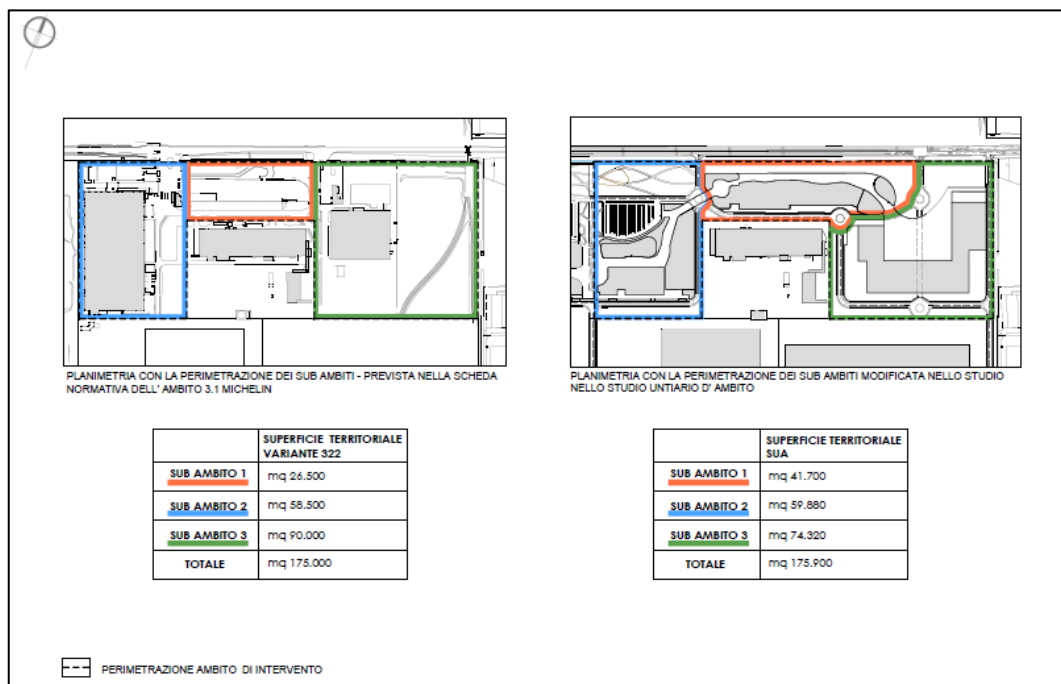 PLANIMETRIA CON LA PERIMETRAZIONE DEI SUB AMBITI - PREVISTA NELLA SCHEDA
NORMATIVA DELL' AMBITO 3.1 MICHELIN
PLANIMETRIA CON LA PERIMETRAZIONE DEI SUB AMBITI MODIFICATA NELLO STUDIO
NELLO STUDIO UNTIARIO D' AMBITO
SUPERFICIE TERRITORIALE
VARIANTE 322
SUB AMBITO 1 mq 26.500
SUB AMBITO 2 mq 58.500
SUB AMBITO 3 mq 90.000
TOTALE mq 175.000
SUPERFICIE TERRITORIALE
SUA
SUB AMBITO 1 mq 41.700
SUB AMBITO 2 mq 59.880
SUB AMBITO 3 mq 74.320
TOTALE mq 175.900
PERIMETRAZIONE AMBITO DI INTERVENTO